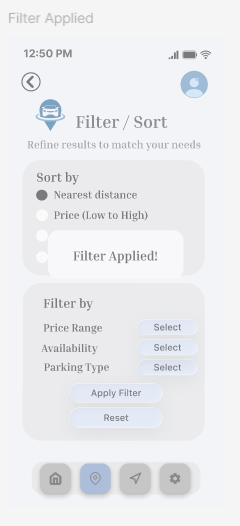 Filter Applied
12:50 PM
Filter / Sort
Refine results to match your needs
Sort by
Nearest distance
Price (Low to High)
Filter Applied!
Filter by
Price Range Select
Availability Select
Parking Type Select
Apply Filter
Reset